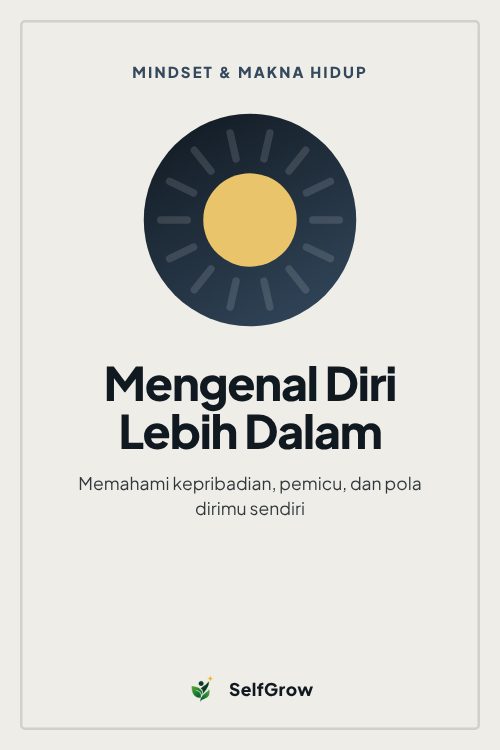 MINDSET & MAKNA HIDUP
Mengenal Diri
Lebih Dalam
Memahami kepribadian, pemicu, dan pola
dirimu sendiri
SelfGrow